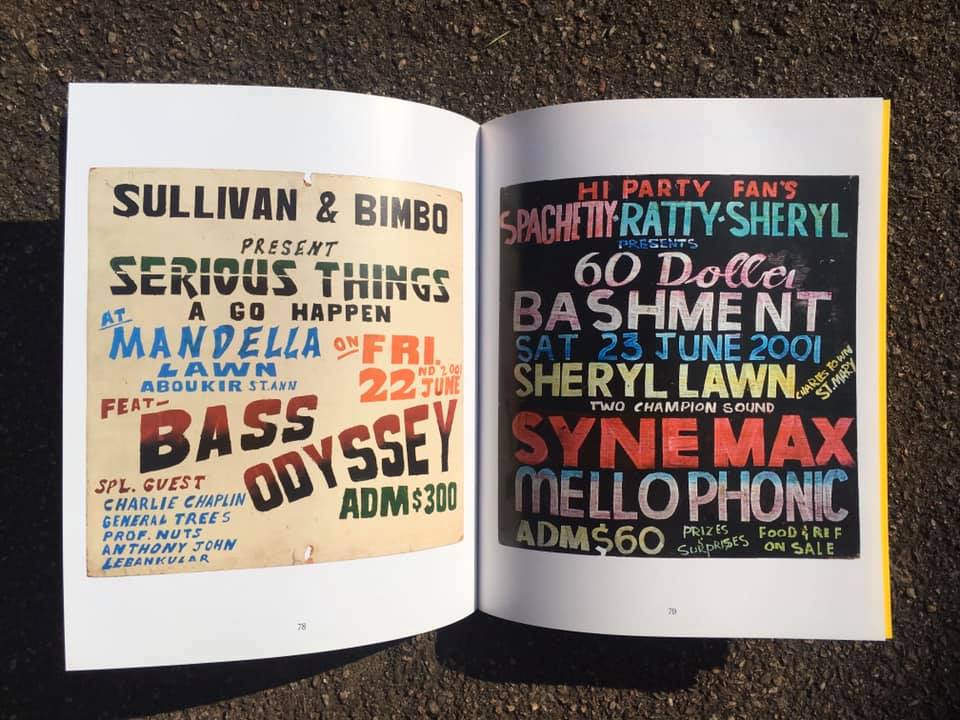 SULLIVAN & BIMBO
PRESENT
SERIOUS THINGS
A GO HAPPEN
AT
MANDELLA
LAWN
ABOUKIR ST. ANN
ON FRI.
22ND JUNE 2001
FEAT—
BASS
ODYSSEY
SPL. GUEST
CHARLIE CHAPLIN
GENERAL TREES
PROF. NUTS
ANTHONY JOHN
LEBANKULAR
ADM $300
78
HI PARTY FAN'S
SPAGHETTY·RATTY·SHERYL
PRESENTS
60 Dollar
BASHMENT
SAT 23 JUNE 2001
SHERYL LAWN
CHARLES TOWN
ST. MARY
TWO CHAMPION SOUND
SYNEMAX
MELLO PHONIC
ADM $60
PRIZES
& SURPRISES
FOOD & REF
ON SALE
79